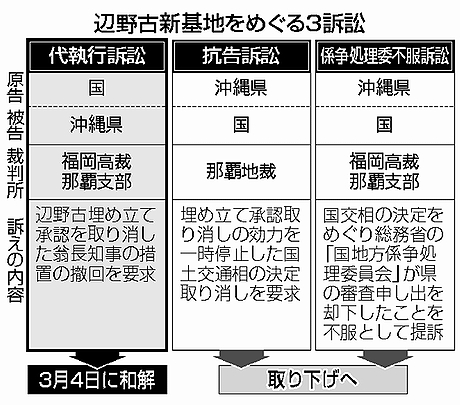 辺野古新基地をめぐる3訴訟
代執行訴訟
抗告訴訟
係争処理委不服訴訟
原告
国
沖縄県
沖縄県
被告
沖縄県
国
国
裁判所
福岡高裁
那覇支部
那覇地裁
福岡高裁
那覇支部
訴えの内容
辺野古埋め立て
承認を取り消し
た翁長知事の措
置の撤回を要求
埋め立て承認取
り消しの効力を
一時停止した国
土交通相の決定
取り消しを要求
国交相の決定を
めぐり総務省の
「国地方係争処
理委員会」が県
の審査申し出を
却下したことを
不服として提訴
3月4日に和解
取り下げへ